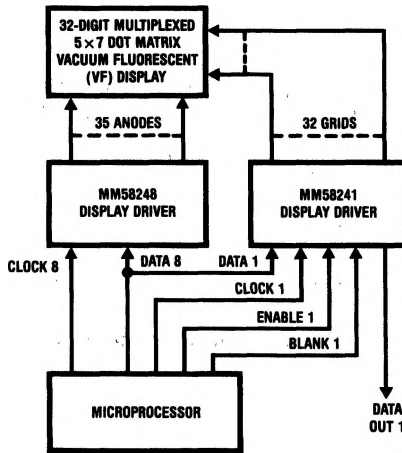 32-DIGIT MULTIPLEXED
5 × 7 DOT MATRIX
VACUUM FLUORESCENT
(VF) DISPLAY
35 ANODES
32 GRIDS
MM58248
DISPLAY DRIVER
MM58241
DISPLAY DRIVER
CLOCK 8
DATA 8
DATA 1
CLOCK 1
ENABLE 1
BLANK 1
MICROPROCESSOR
DATA
OUT 1